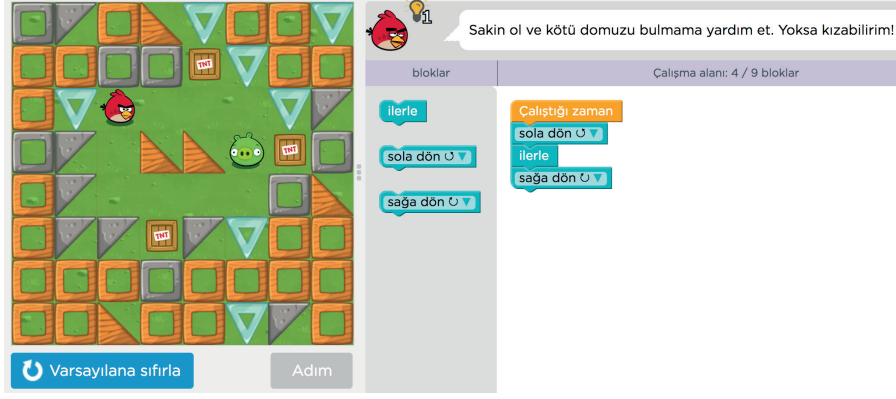 1
Sakin ol ve kötü domuzu bulmama yardım et. Yoksa kızabilirim!
bloklar
Çalışma alanı: 4 / 9 bloklar
TNT
ilerle
Çalıştığı zaman
sola dön
TNT
sola dön
ilerle
sağa dön
sağa dön
TNT
Varsayılana sıfırla
Adım